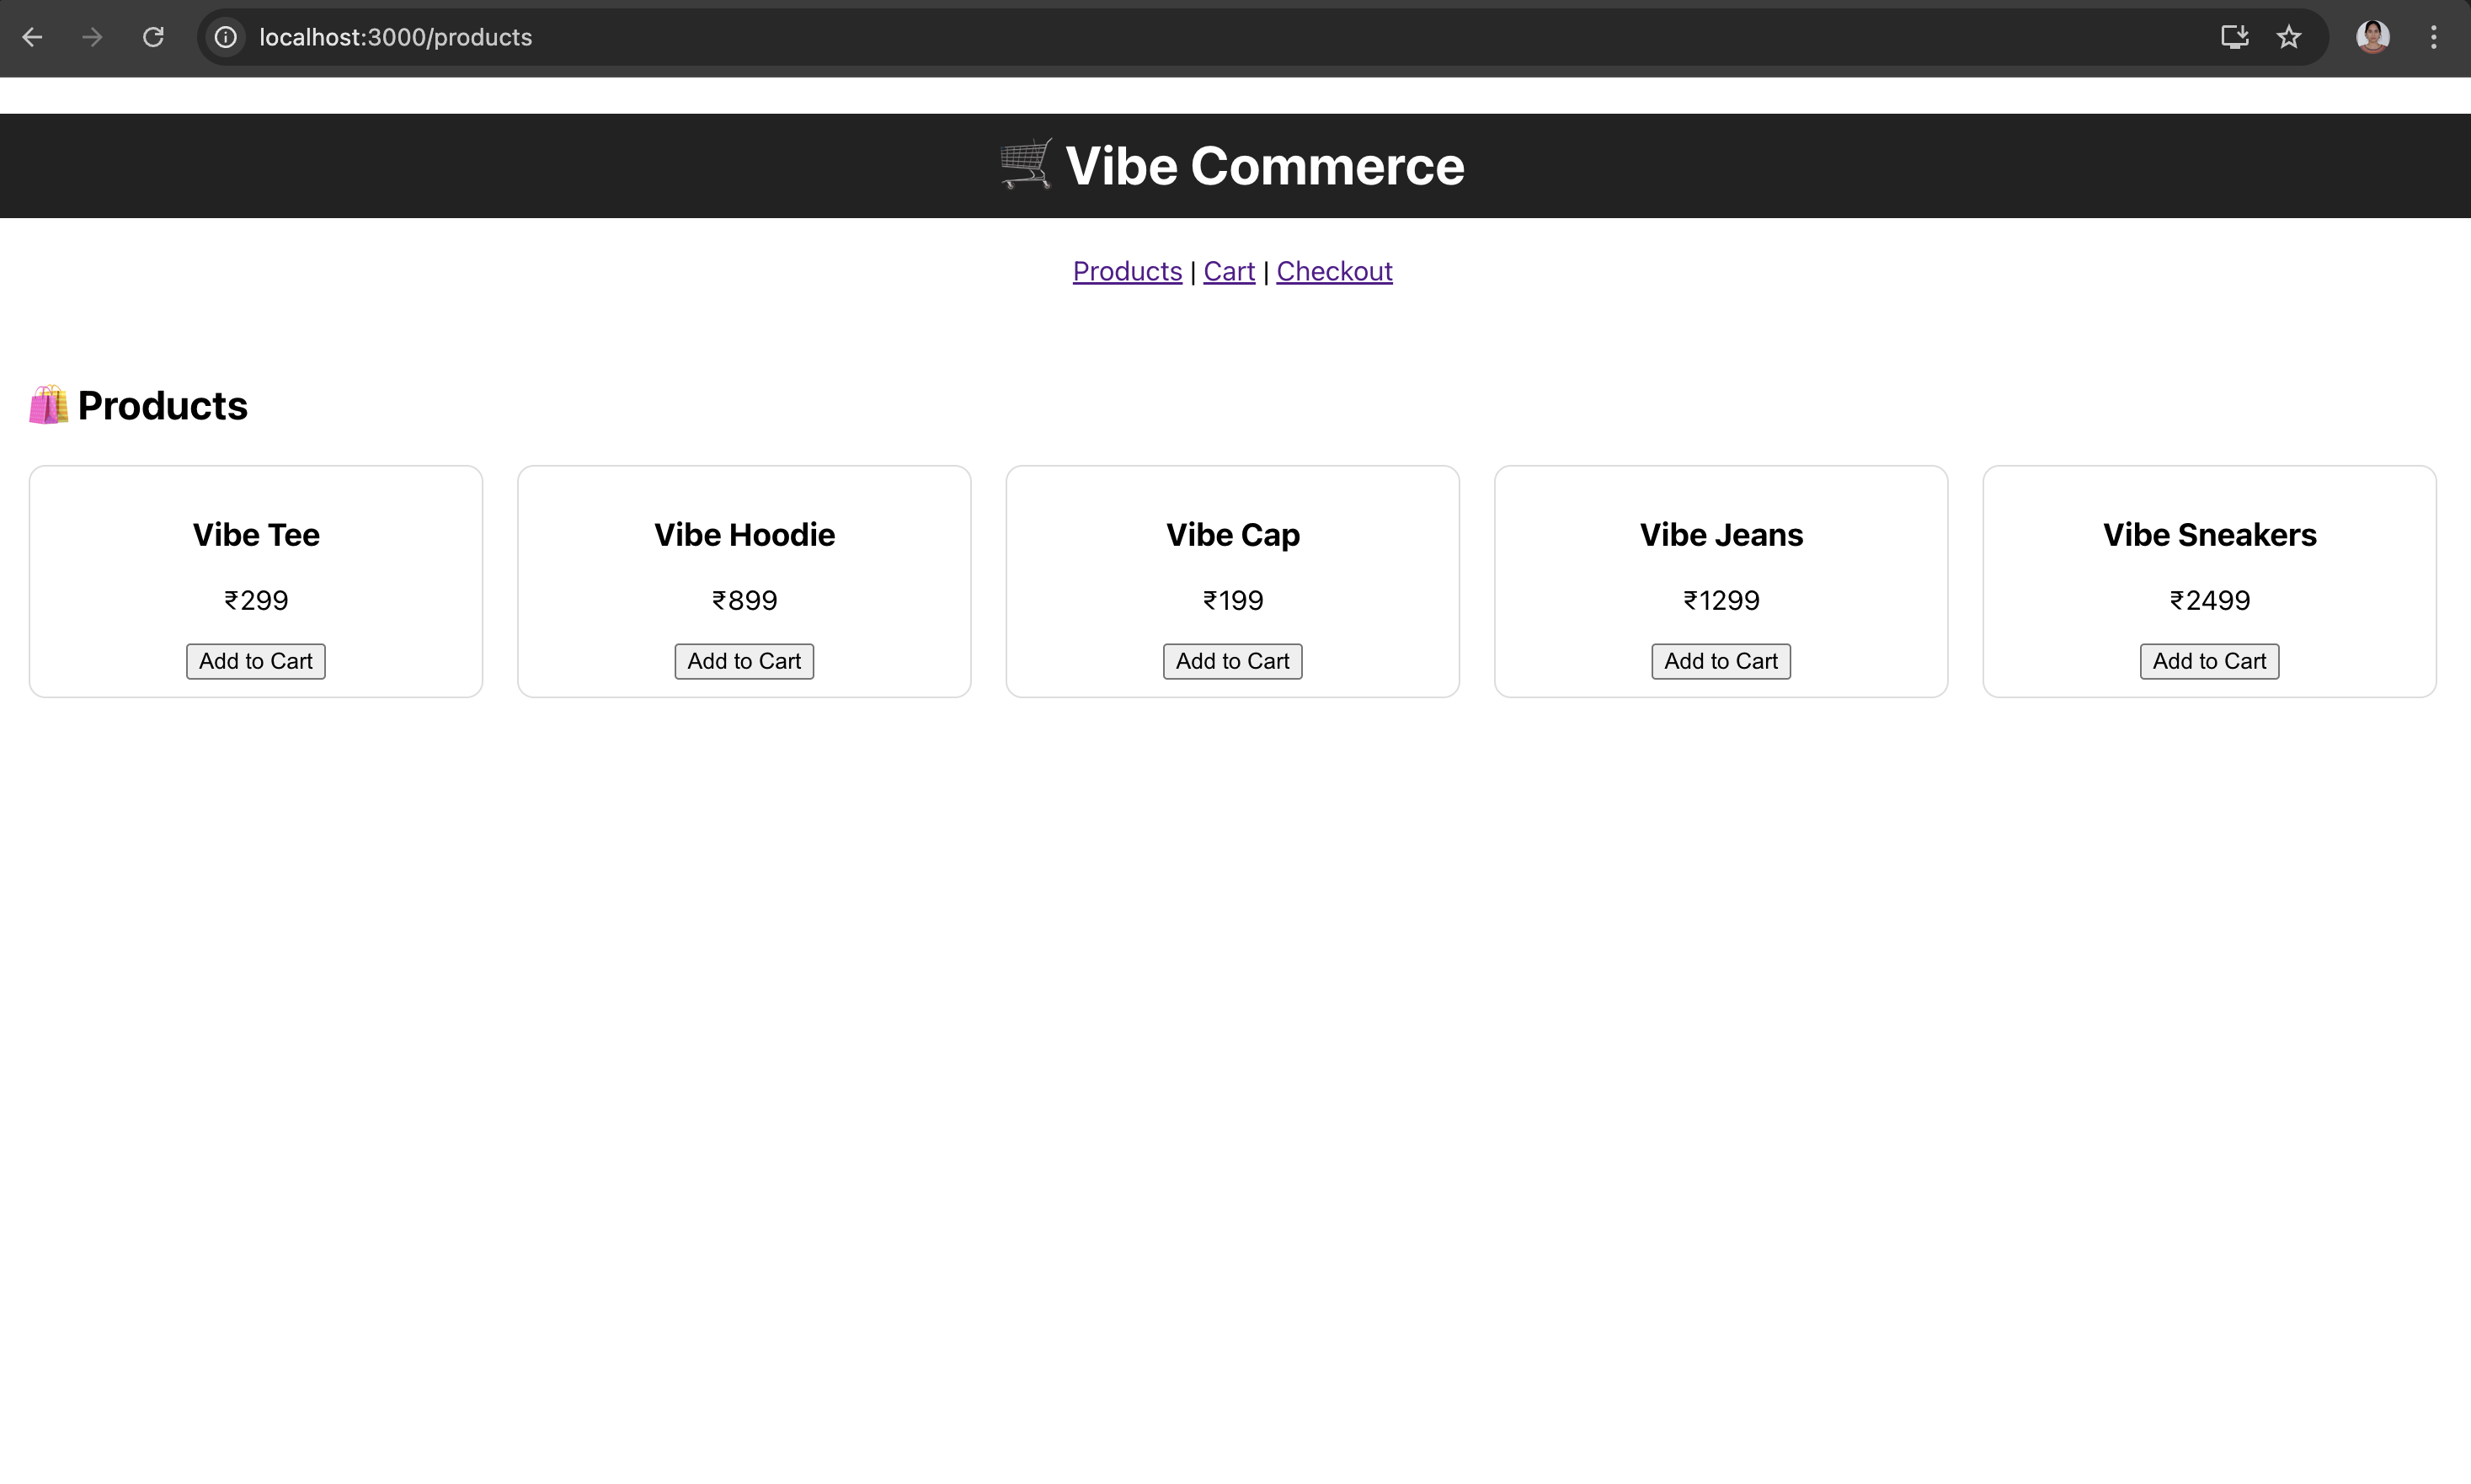 localhost:3000/products
🛒 Vibe Commerce
Products | Cart | Checkout
🛍️ Products
Vibe Tee
₹299
Add to Cart
Vibe Hoodie
₹899
Add to Cart
Vibe Cap
₹199
Add to Cart
Vibe Jeans
₹1299
Add to Cart
Vibe Sneakers
₹2499
Add to Cart